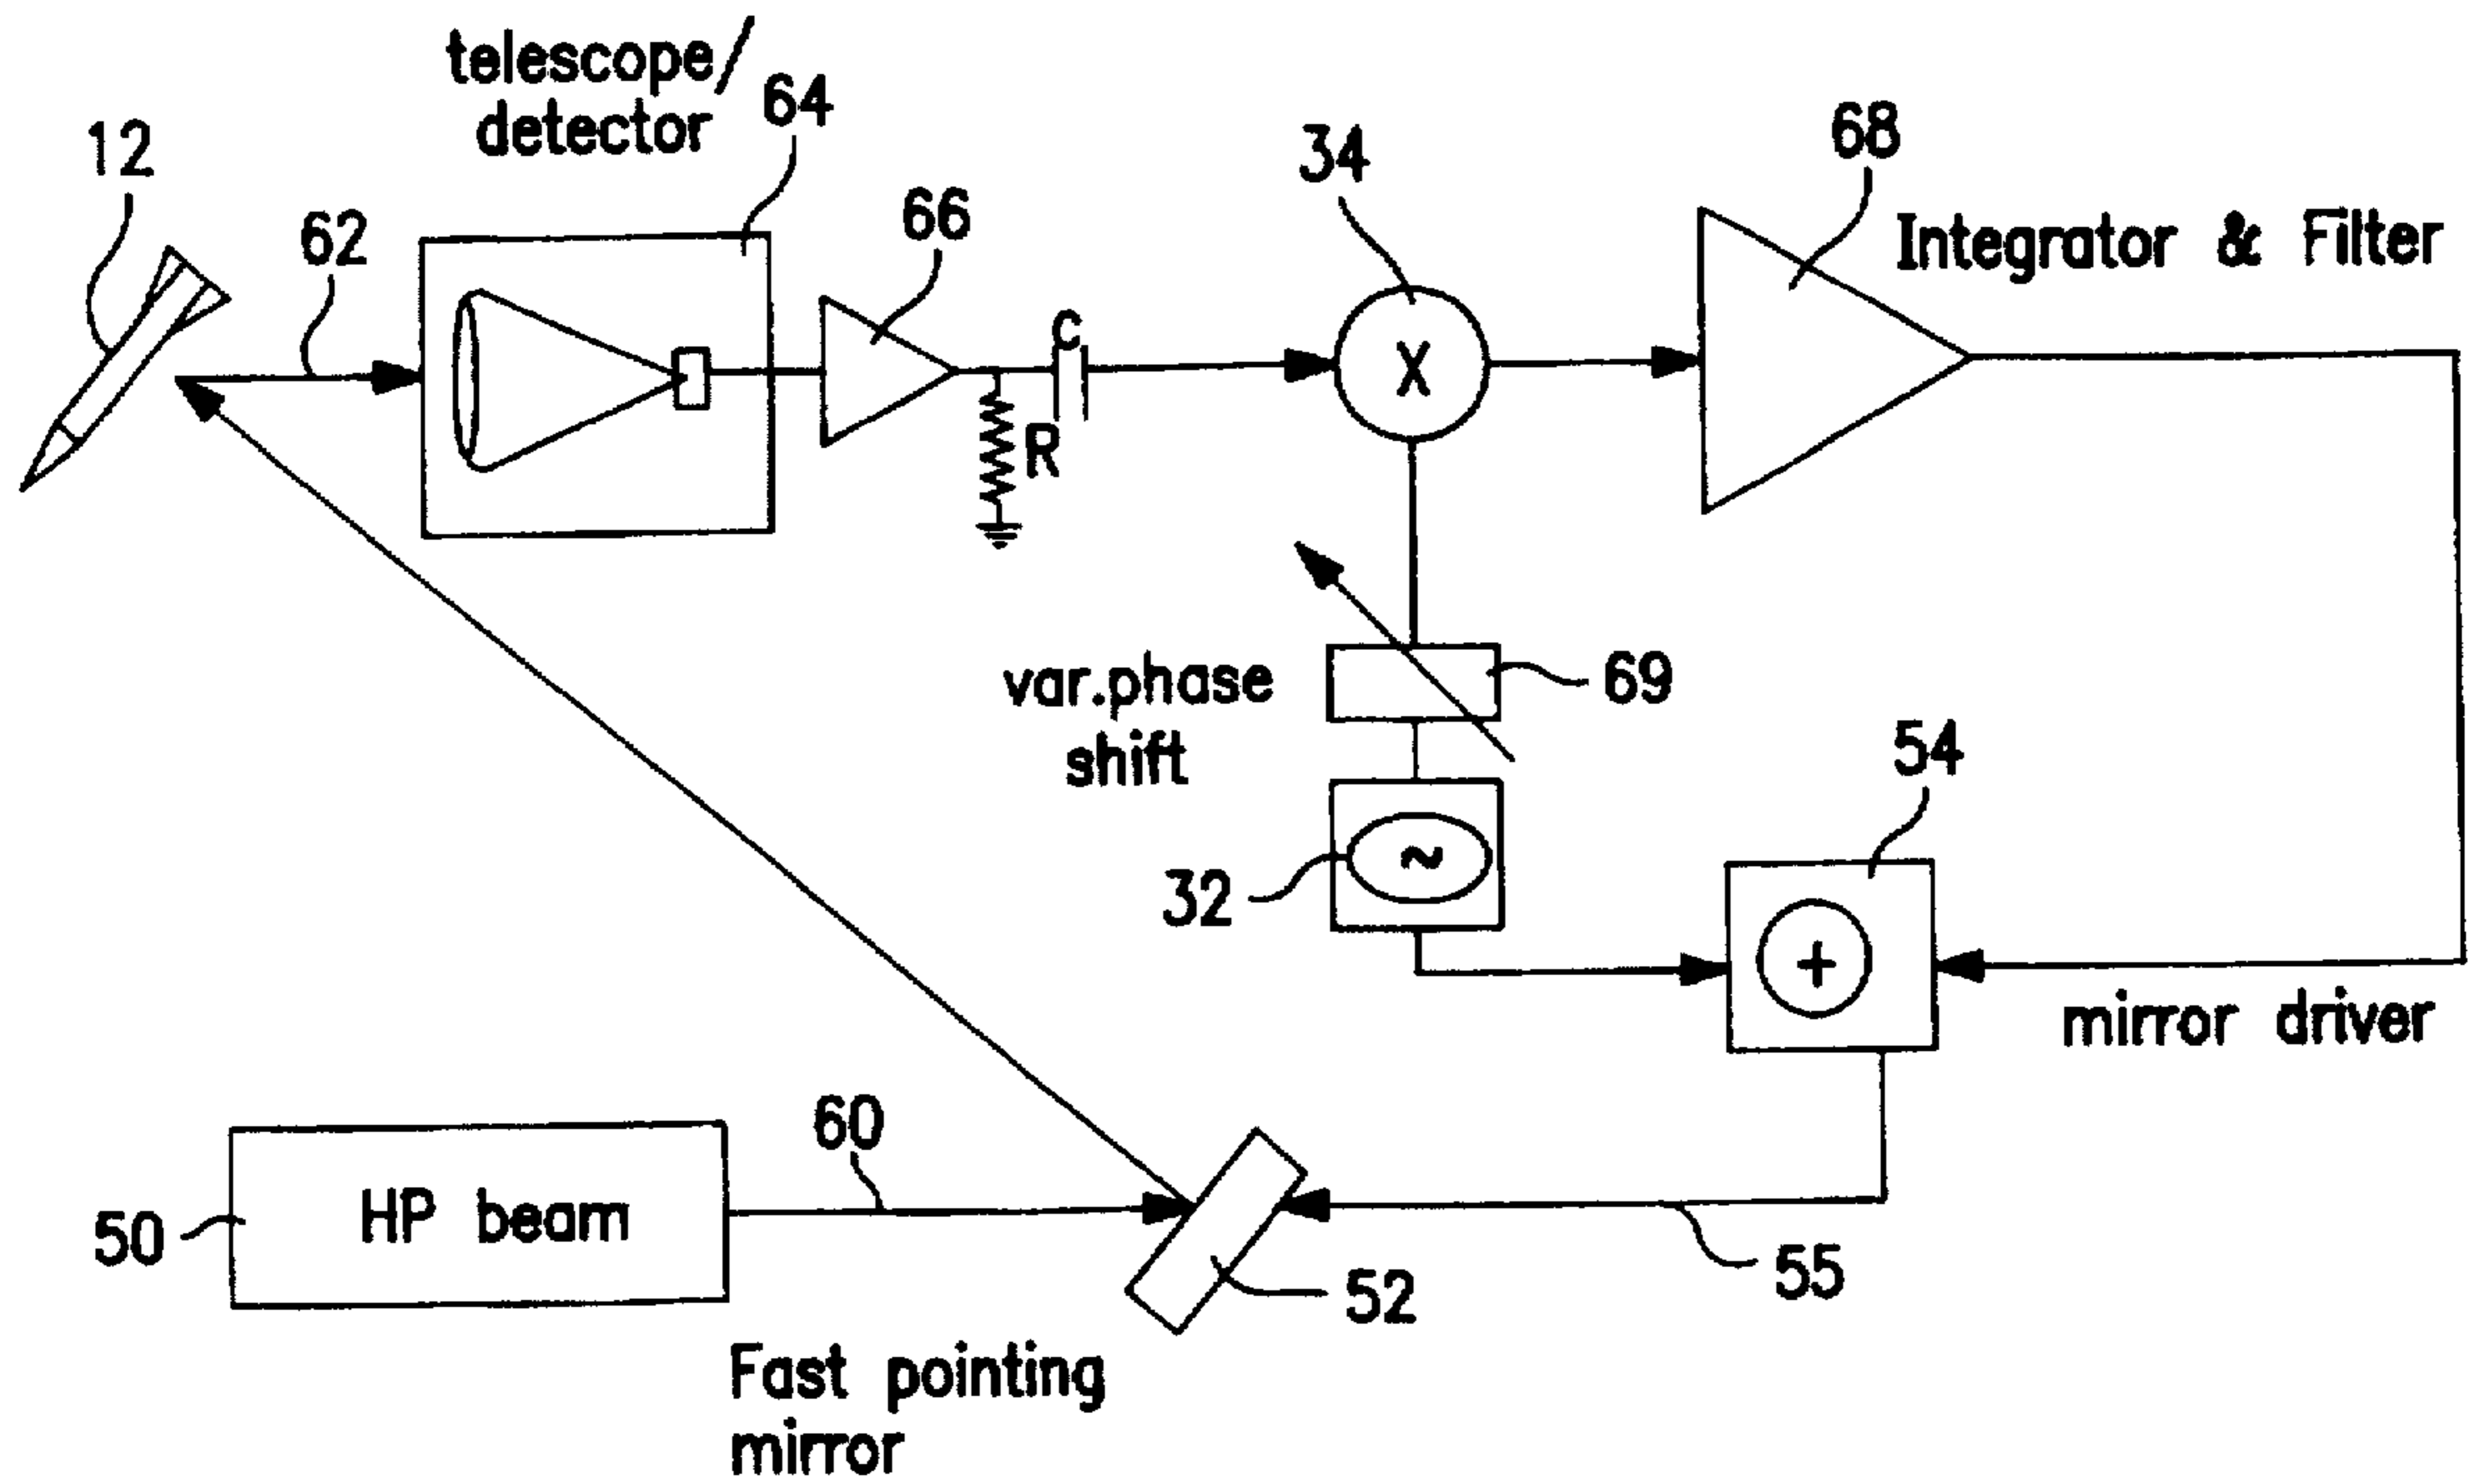 telescope/
detector
64
12
62
66
34
68
Integrator & Filter
C
R
X
var.phase
shift
69
32
~
54
+
mirror driver
50
HP beam
60
52
55
Fast pointing
mirror